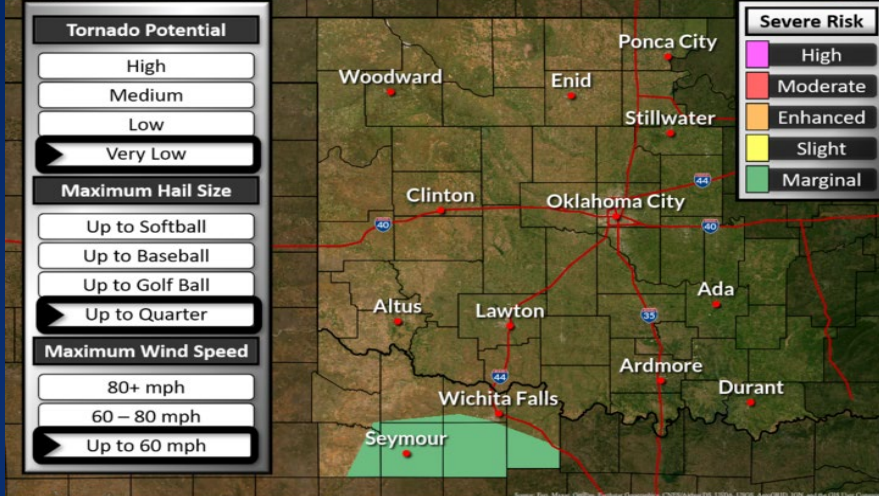 Tornado Potential
High
Medium
Low
Very Low
Maximum Hail Size
Up to Softball
Up to Baseball
Up to Golf Ball
Up to Quarter
Maximum Wind Speed
80+ mph
60 – 80 mph
Up to 60 mph
Ponca City
Woodward
Enid
Stillwater
44
Clinton
Oklahoma City
40
40
Altus
Lawton
Ada
35
44
Ardmore
Durant
Wichita Falls
Seymour
Severe Risk
High
Moderate
Enhanced
Slight
Marginal